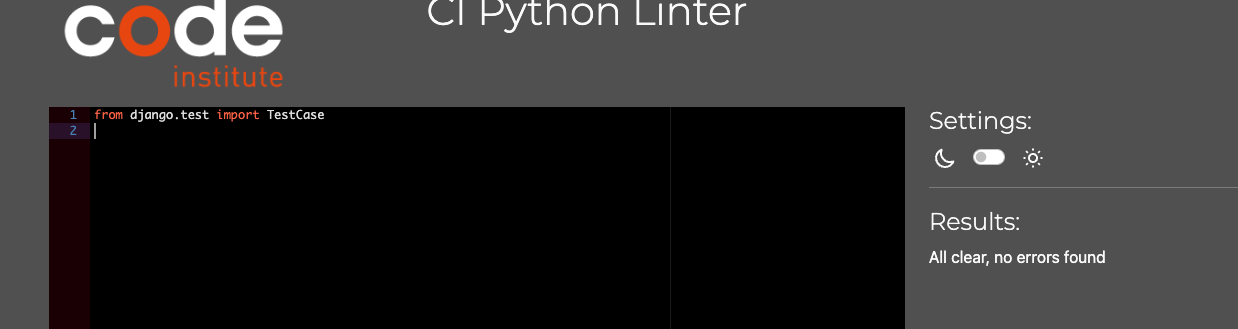 code
institute
CI Python Linter
1 from django.test import TestCase
2
Settings:
Results:
All clear, no errors found